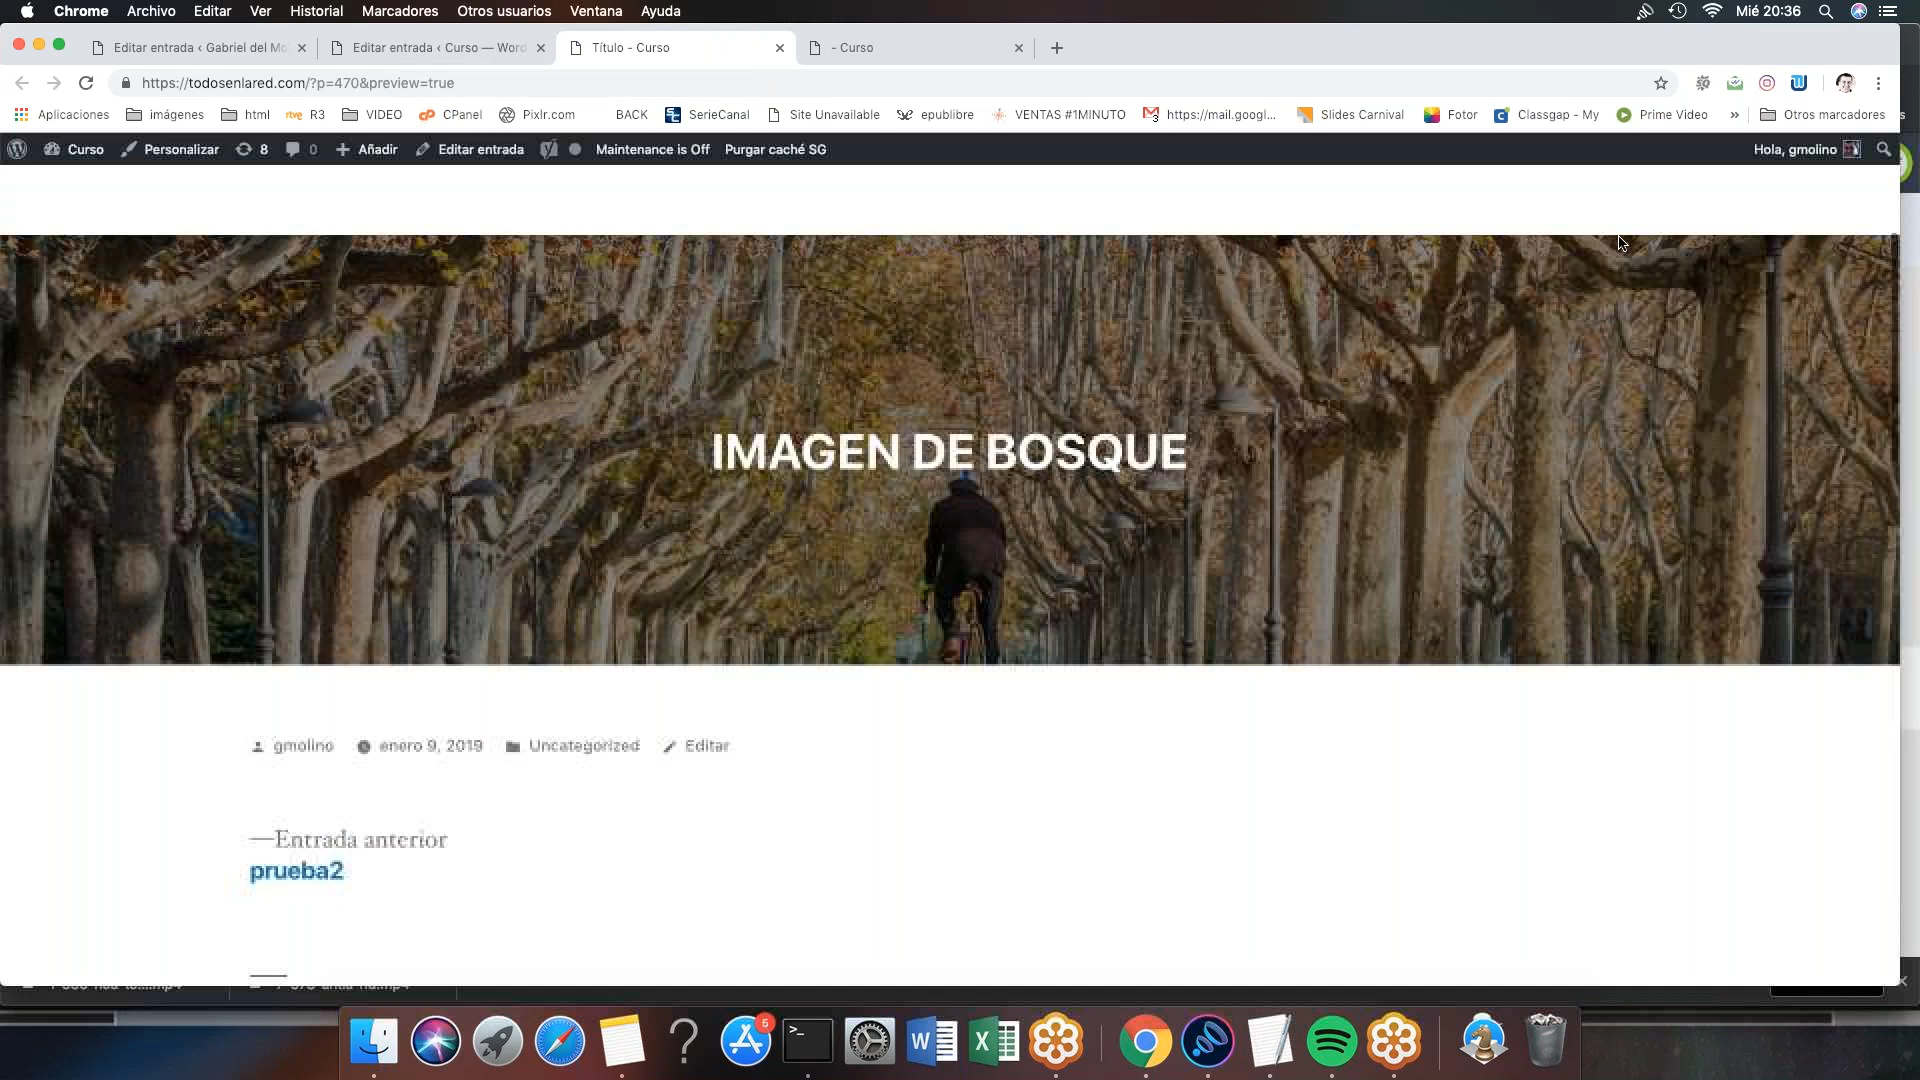 Chrome Archivo Editar Ver Historial Marcadores Otros usuarios Ventana Ayuda Mié 20:36
Editar entrada ‹ Gabriel del Mo Editar entrada ‹ Curso — Word Título - Curso - Curso
https://todosenlared.com/?p=470&preview=true
Aplicaciones imágenes html rtve R3 VIDEO cP CPanel Pixlr.com BACK SerieCanal Site Unavailable epublibre VENTAS #1MINUTO https://mail.googl... Slides Carnival Fotor Classgap - My Prime Video » Otros marcadores
Curso Personalizar 8 0 Añadir Editar entrada Maintenance is Off Purgar caché SG Hola, gmolino
IMAGEN DE BOSQUE
gmolino enero 9, 2019 Uncategorized Editar
—Entrada anterior
prueba2
5